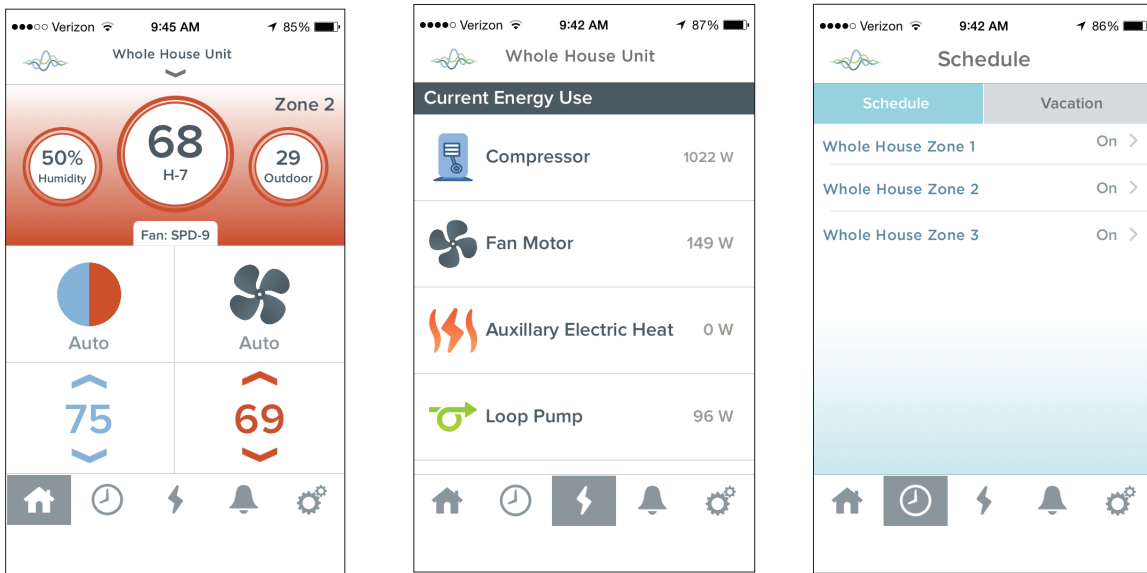 ●●●○○ Verizon 9:45 AM 85%
Whole House Unit
Zone 2
50%
Humidity
68
H-7
29
Outdoor
Fan: SPD-9
Auto
Auto
75
69
●●●●○ Verizon 9:42 AM 87%
Whole House Unit
Current Energy Use
Compressor 1022 W
Fan Motor 149 W
Auxillary Electric Heat 0 W
Loop Pump 96 W
●●●●○ Verizon 9:42 AM 86%
Schedule
Schedule Vacation
Whole House Zone 1 On >
Whole House Zone 2 On >
Whole House Zone 3 On >